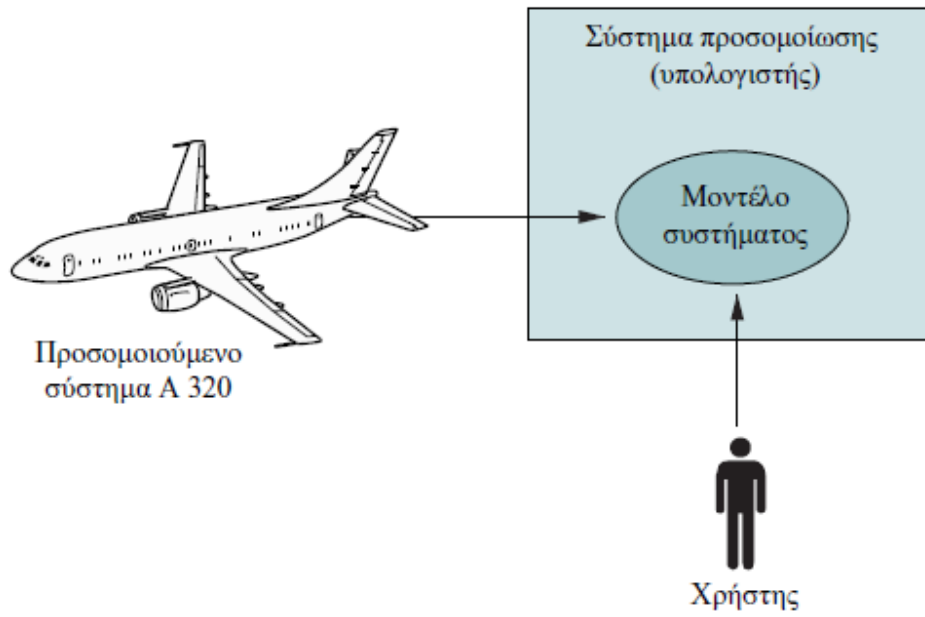 Σύστημα προσομοίωσης
(υπολογιστής)
Μοντέλο
συστήματος
Προσομοιούμενο
σύστημα Α 320
Χρήστης